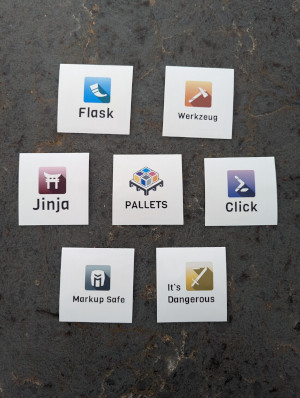 Flask
Werkzeug
Jinja
PALLETS
Click
Markup Safe
It's
Dangerous